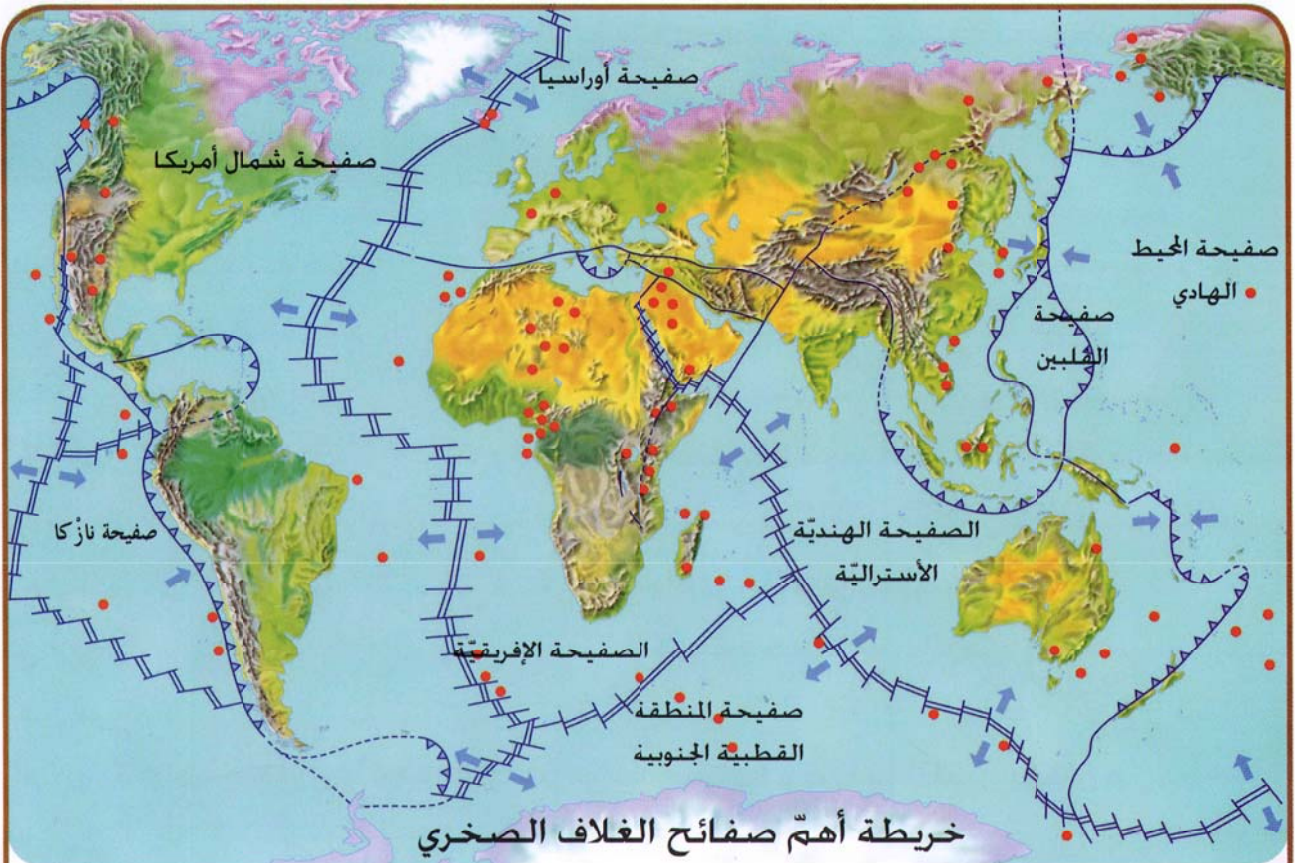 صفيحة أوراسيا
صفيحة شمال أمريكا
صفيحة المحيط
الهادي
صفيحة
الفلبين
صفيحة نازْكا
الصفيحة الهنديّة
الأستراليّة
الصفيحة الإفريقيّة
صفيحة المنطقة
القطبية الجنوبية
خريطة أهمّ صفائح الغلاف الصخري